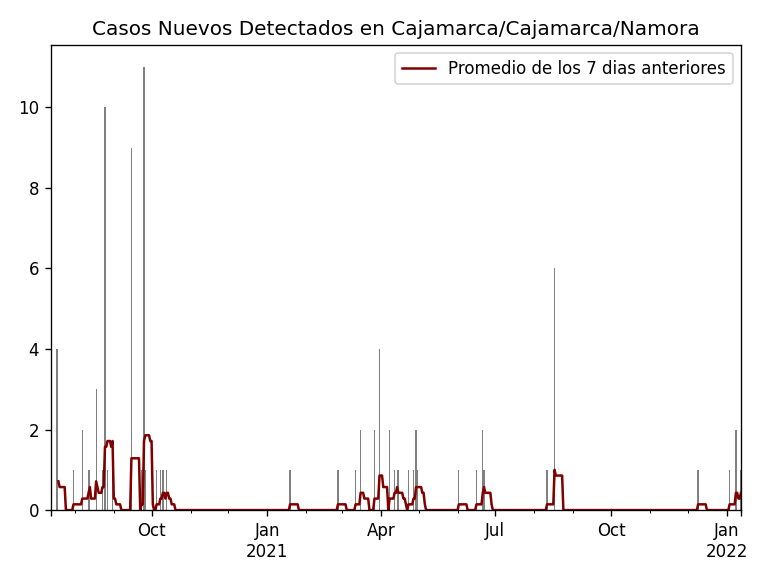 Casos Nuevos Detectados en Cajamarca/Cajamarca/Namora
Promedio de los 7 dias anteriores
10
8
6
4
2
0
Oct
Jan
2021
Apr
Jul
Oct
Jan
2022